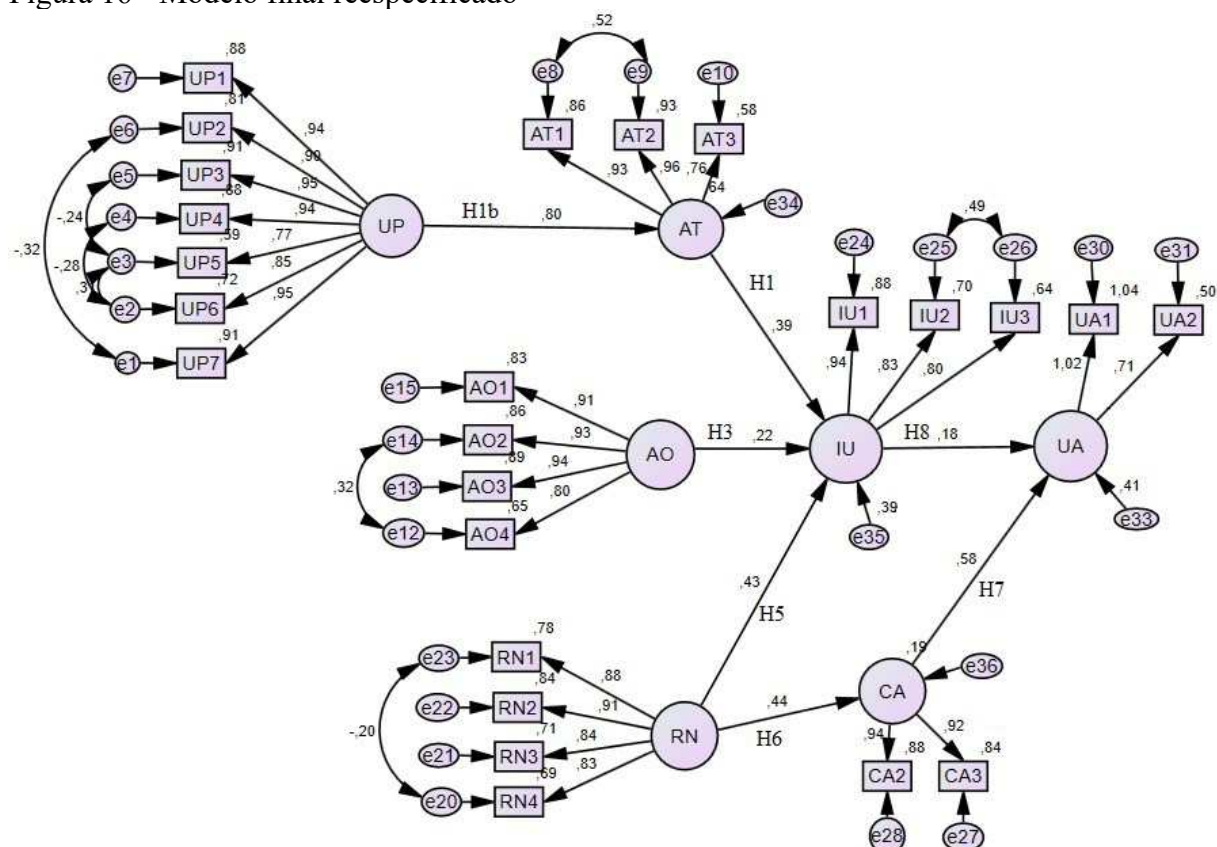 Figura 10 - Modelo final reespecificado
,52
,88
e7 UP1
e8 e9 e10
,81
e6 UP2
,86 ,93 ,58
AT1 AT2 AT3
,91
,94
,90
e5 UP3
,88
,95
,93 ,96 ,76
,64
e34
-,24
e4 UP4
,94
UP
H1b ,80
AT
,59
,77
-,32
-,28
e3 UP5
,72
,85
,3
e2 UP6
,95
,91
e1 UP7
,49
e24 e25 e26 e30 e31
H1
,88 ,70 ,64 1,04 ,50
IU1 IU2 IU3 UA1 UA2
,39
,94 ,83 ,80 1,02 ,71
,83
e15 AO1
,91
,86
e14 AO2
,93
,89
AO
H3 ,22
IU
H8 ,18
UA
,32
e13 AO3
,94
,65
,80
e12 AO4
,39
e35
,41
e33
,43
H5
,58
H7
,78
e23 RN1
,88
,84
e22 RN2
,91
,71
-,20
e21 RN3
,84
,69
,83
e20 RN4
RN
,44
H6
,19
CA
e36
,94 ,92
,88 ,84
CA2 CA3
e28 e27